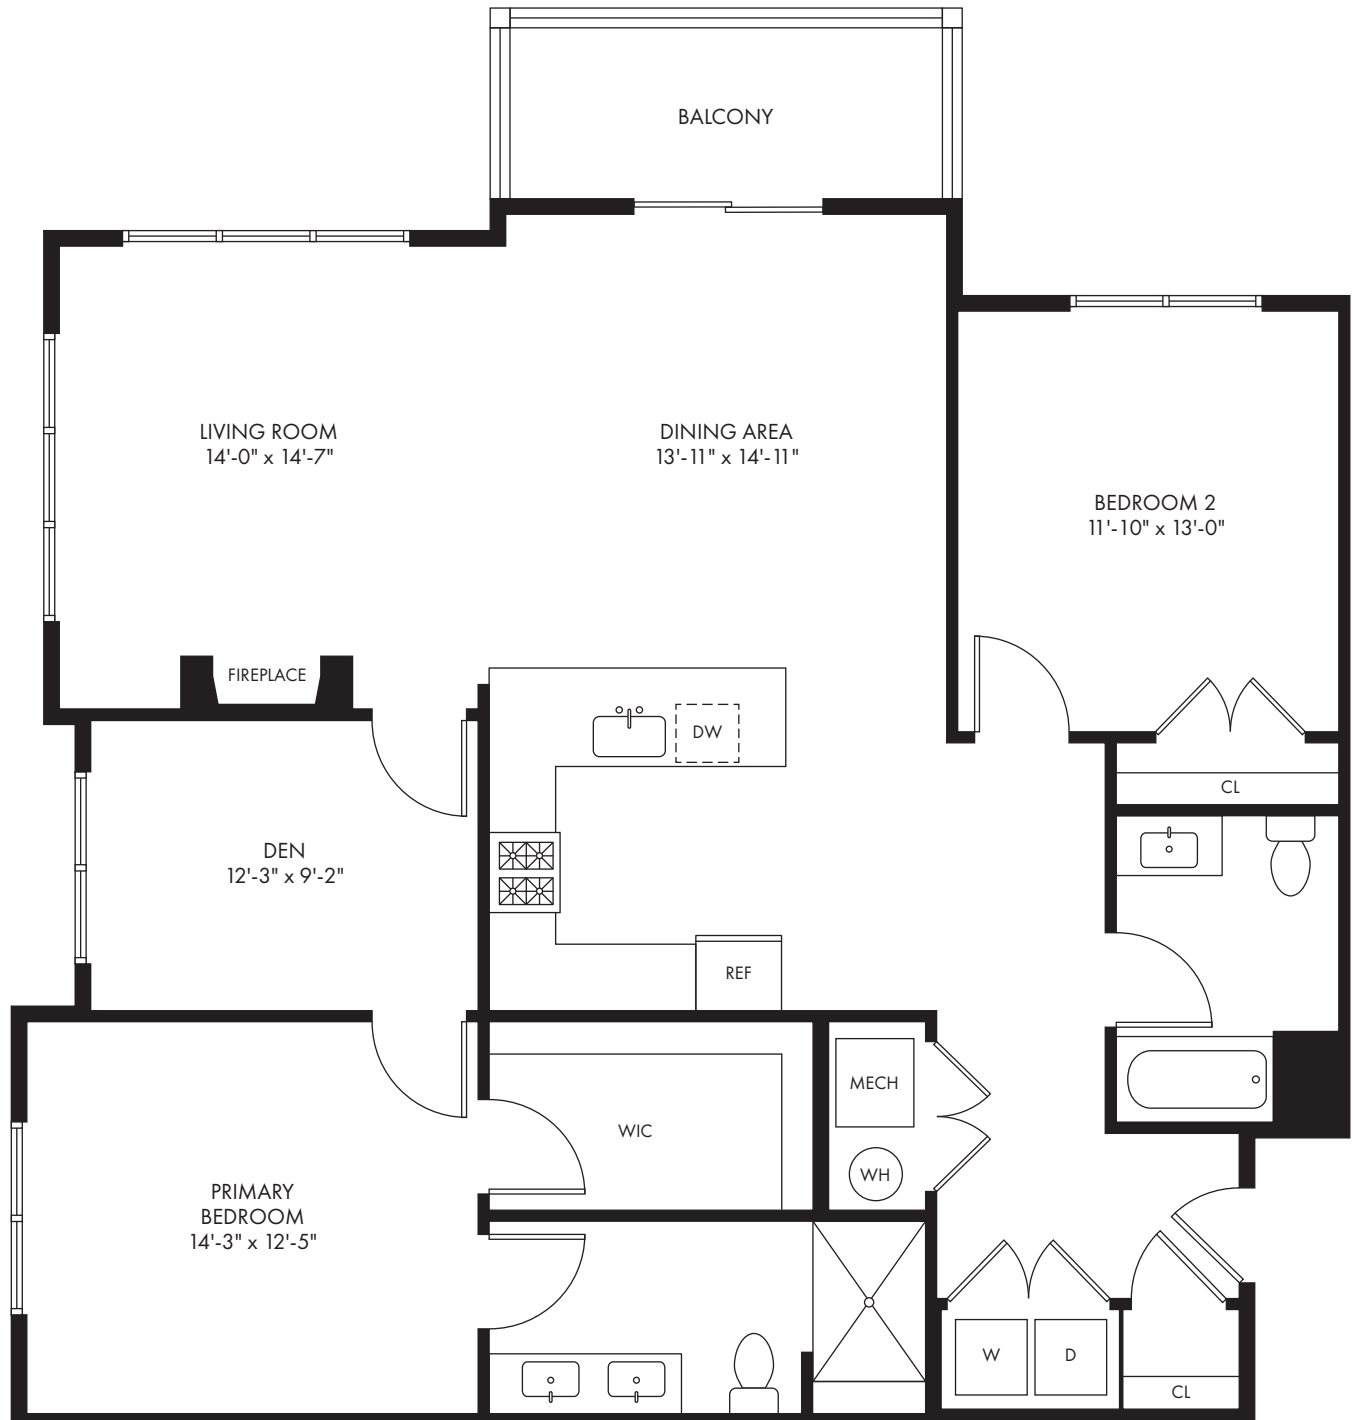 BALCONY
LIVING ROOM
14'-0" x 14'-7"
DINING AREA
13'-11" x 14'-11"
BEDROOM 2
11'-10" x 13'-0"
FIREPLACE
DW
CL
DEN
12'-3" x 9'-2"
REF
MECH
WIC
WH
PRIMARY
BEDROOM
14'-3" x 12'-5"
W
D
CL